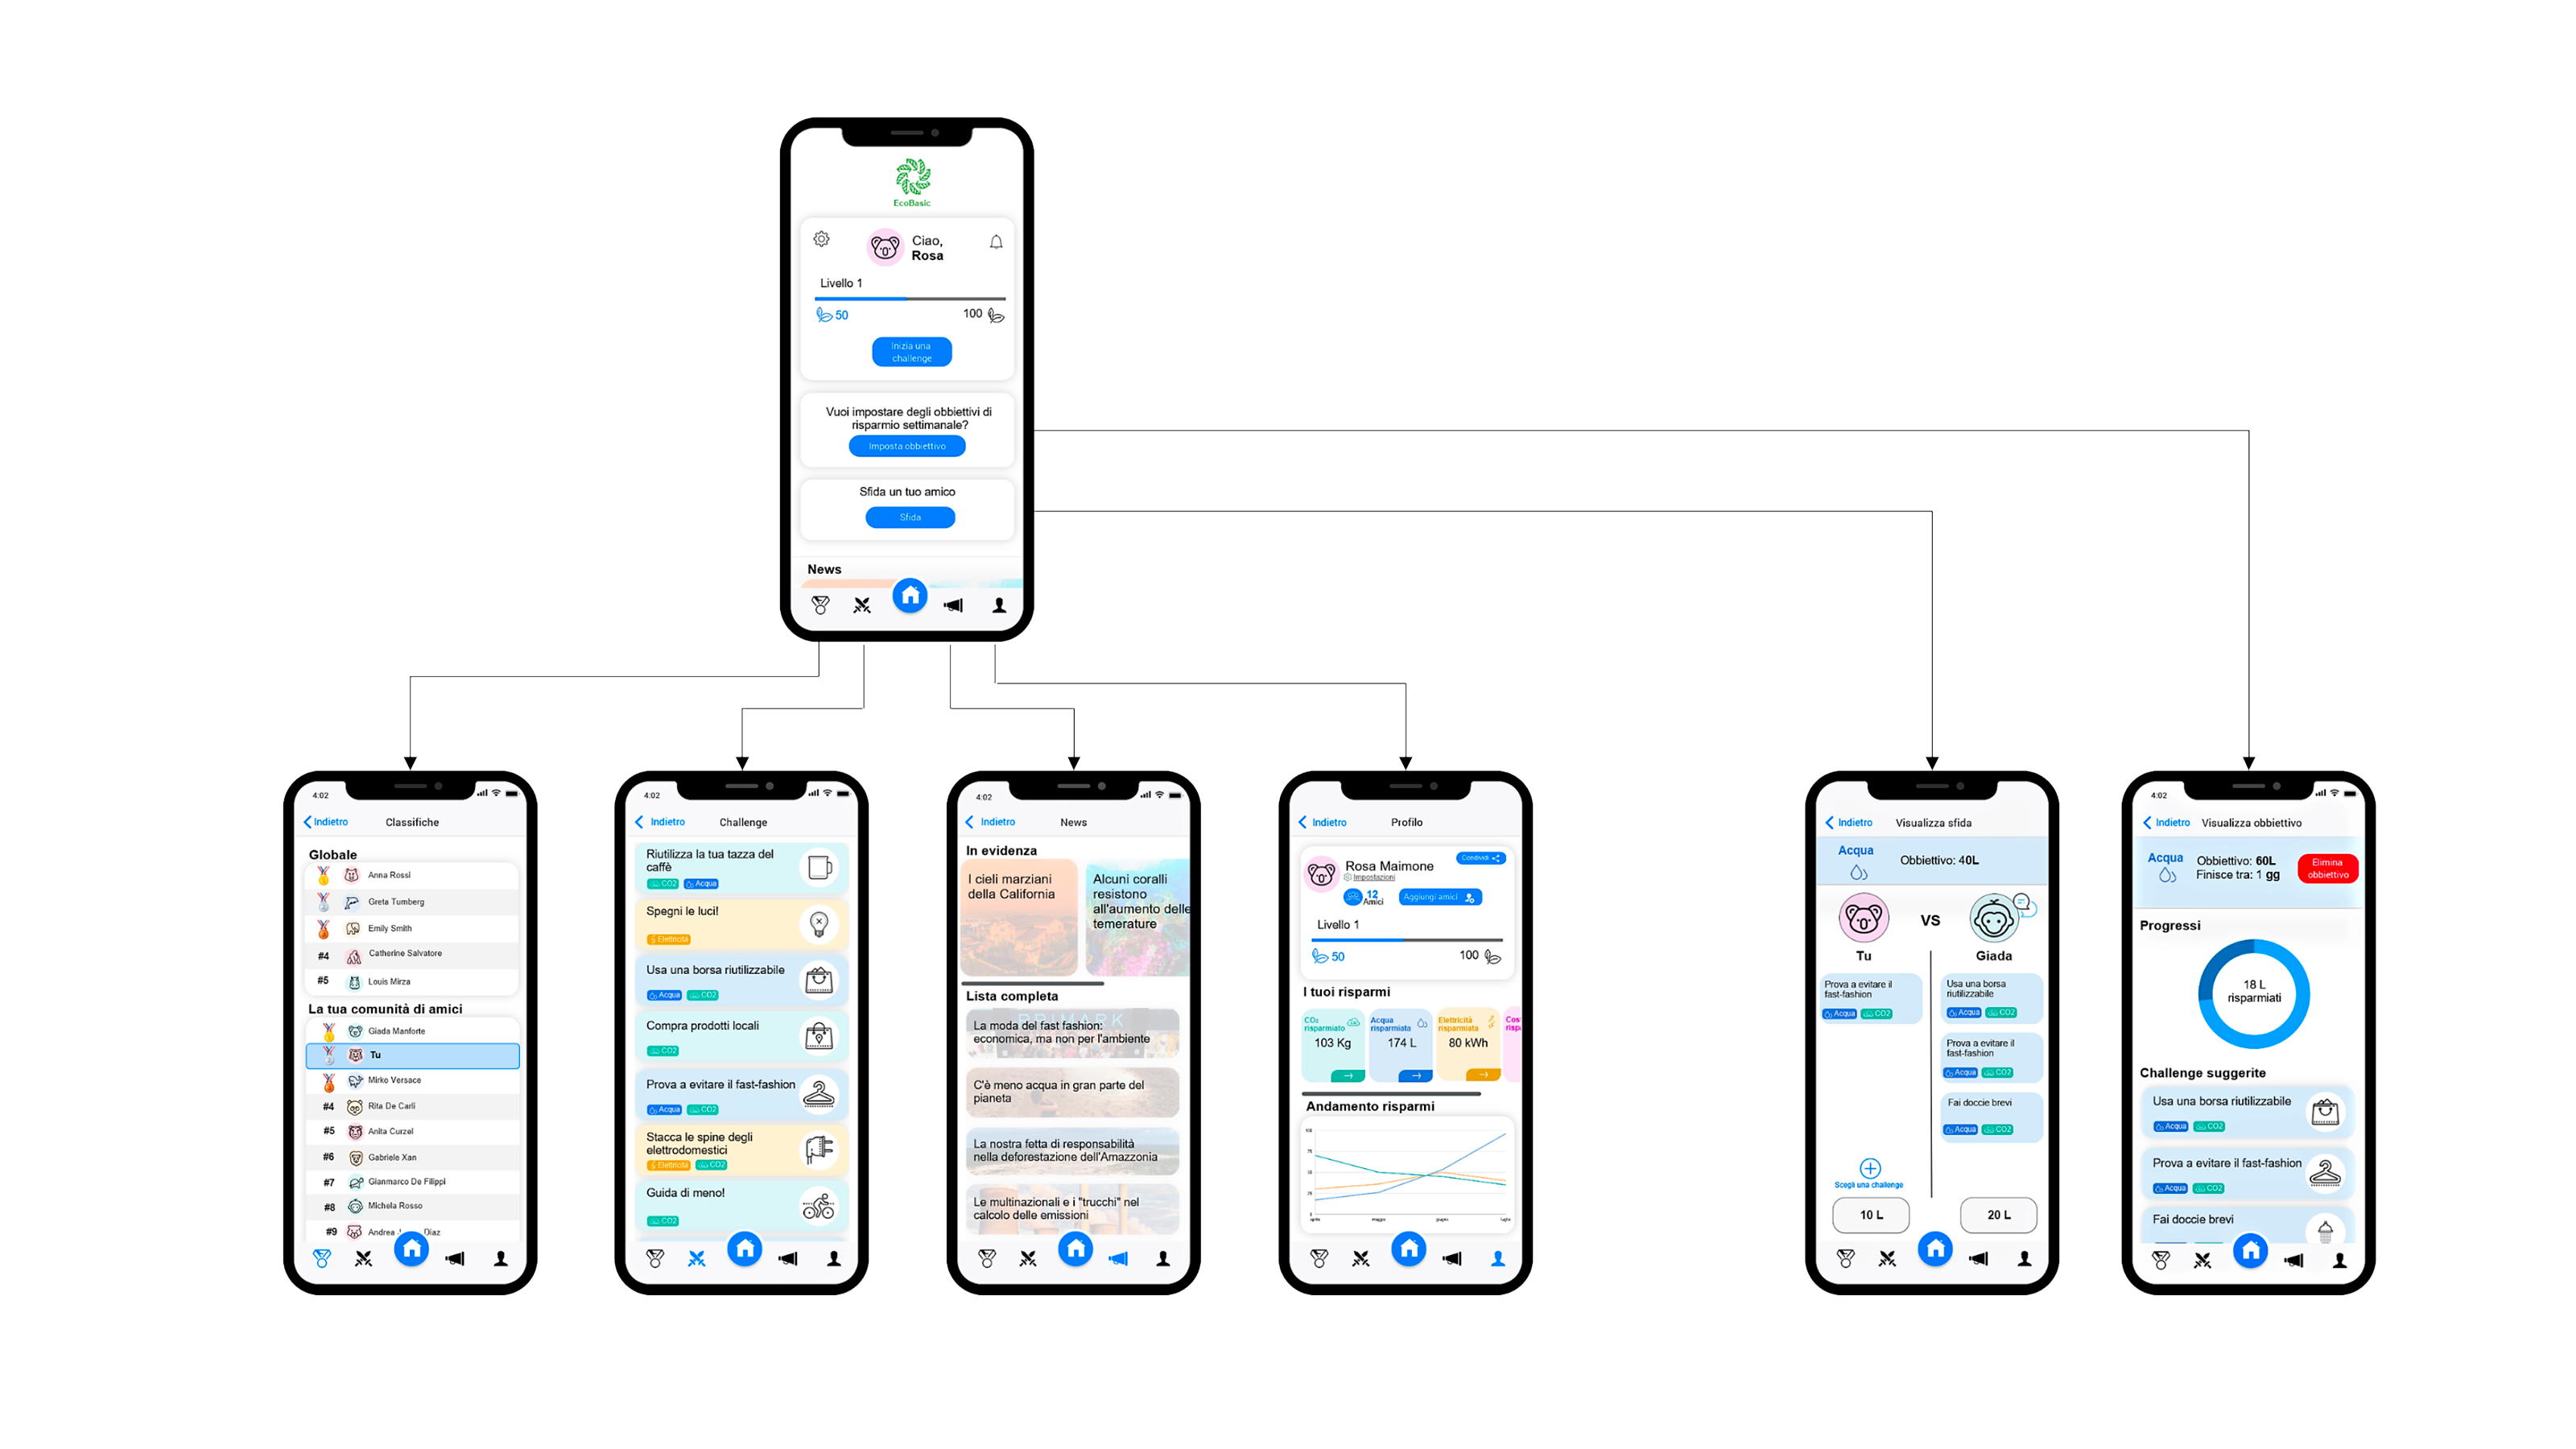 EcoBasic
Ciao,
Rosa
Livello 1
50
100
Inizia una
challenge
Vuoi impostare degli obbiettivi di
risparmio settimanale?
Imposta obbiettivo
Sfida un tuo amico
Sfida
News
4:02
Indietro
Classifiche
Globale
Anna Rossi
Greta Tumberg
Emily Smith
#4
Catherine Salvatore
#5
Louis Mirza
La tua comunità di amici
Giada Manforte
Tu
Mirko Versace
#4
Rita De Carli
#5
Anita Curzel
#6
Gabriele Xan
#7
Gianmarco De Filippi
#8
Michela Rosso
#9
Andrea
Diaz
4:02
Indietro
Challenge
Riutilizza la tua tazza del
caffè
CO2
Acqua
Spegni le luci!
Elettricità
Usa una borsa riutilizzabile
Acqua
CO2
Compra prodotti locali
CO2
Prova a evitare il fast-fashion
Acqua
CO2
Stacca le spine degli
elettrodomestici
Elettricità
CO2
Guida di meno!
CO2
4:02
Indietro
News
In evidenza
I cieli marziani
della California
Alcuni coralli
resistono
all'aumento delle
temerature
Lista completa
PRIMARK
La moda del fast fashion:
economica, ma non per l'ambiente
C'è meno acqua in gran parte del
pianeta
La nostra fetta di responsabilità
nella deforestazione dell'Amazzonia
Le multinazionali e i "trucchi" nel
calcolo delle emissioni
Indietro
Profilo
Condividi
Rosa Maimone
Impostazioni
12
Amici
Aggiungi amici
Livello 1
50
100
I tuoi risparmi
CO2
risparmiato
103 Kg
Acqua
risparmiata
174 L
Elettricità
risparmiata
80 kWh
Cos
risp
Andamento risparmi
100
75
50
25
0
aprile
maggio
giugno
luglio
Indietro
Visualizza sfida
Acqua
Obbiettivo: 40L
VS
Tu
Giada
Prova a evitare il
fast-fashion
Acqua
CO2
Usa una borsa
riutilizzabile
Acqua
CO2
Prova a evitare il
fast-fashion
Acqua
CO2
Fai doccie brevi
Acqua
CO2
Scegli una challenge
10 L
20 L
4:02
Indietro
Visualizza obbiettivo
Acqua
Obbiettivo: 60L
Finisce tra: 1 gg
Elimina
obbiettivo
Progressi
18 L
risparmiati
Challenge suggerite
Usa una borsa riutilizzabile
Acqua
CO2
Prova a evitare il fast-fashion
Acqua
CO2
Fai doccie brevi